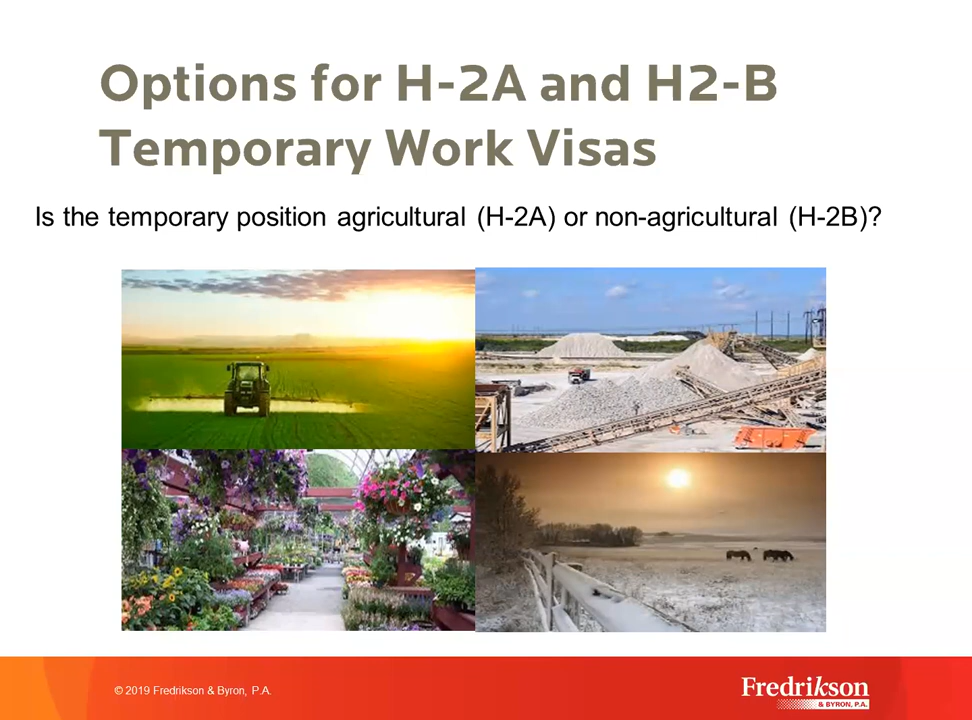 Options for H-2A and H2-B
Temporary Work Visas
Is the temporary position agricultural (H-2A) or non-agricultural (H-2B)?
© 2019 Fredrikson & Byron, P.A.
Fredrikson
& BYRON, P.A.